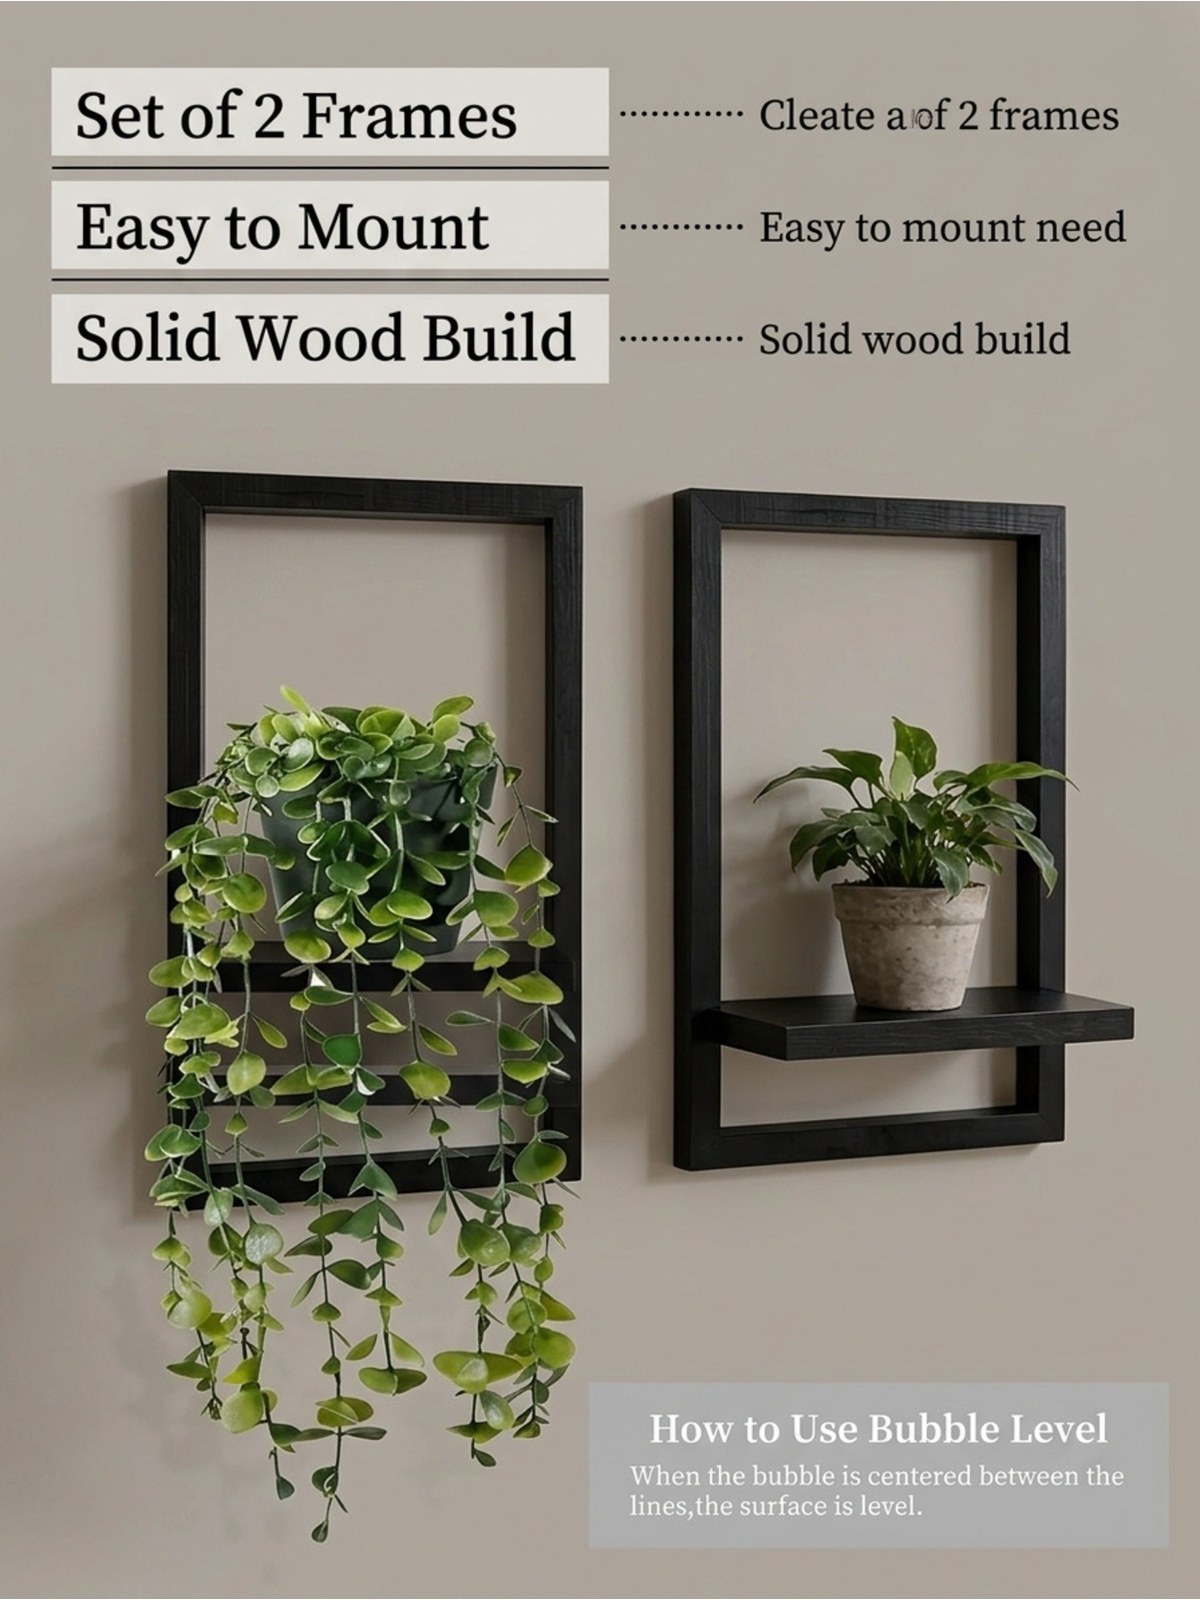 Set of 2 Frames
Cleate a of 2 frames
Easy to Mount
Easy to mount need
Solid Wood Build
Solid wood build
How to Use Bubble Level
When the bubble is centered between the
lines,the surface is level.